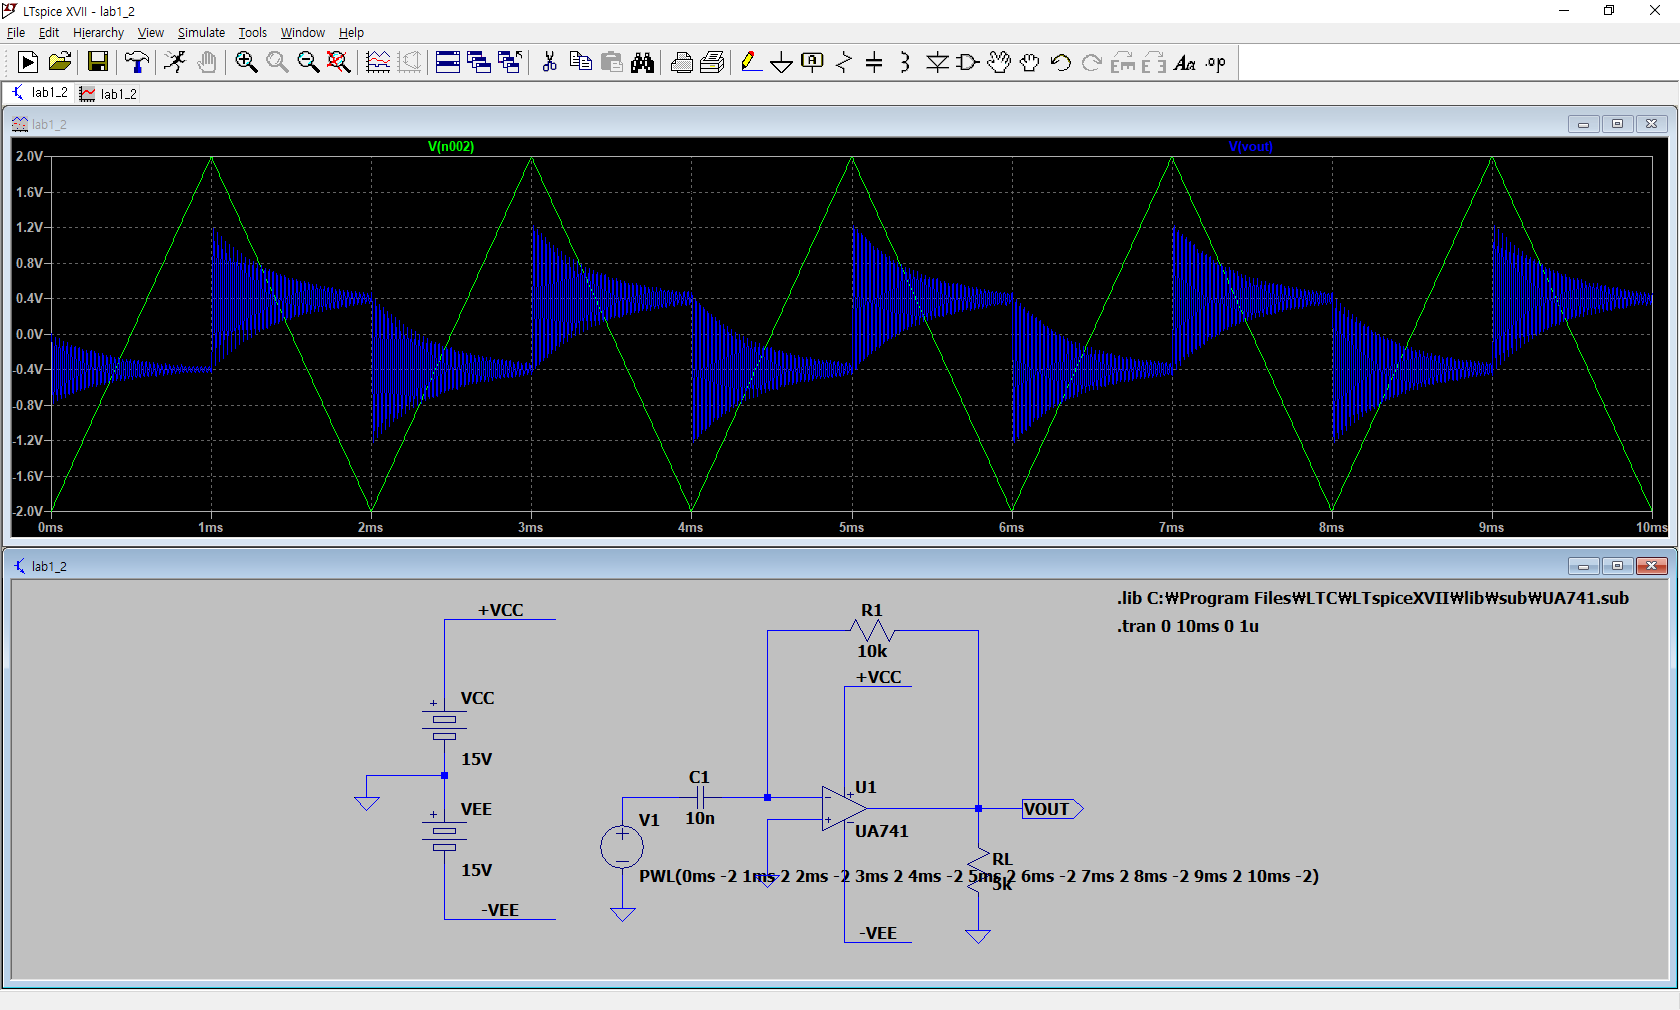 LTspice XVII - lab1_2
File Edit Hierarchy View Simulate Tools Window Help
A Aa .op
lab1_2 lab1_2
lab1_2
V(n002) V(vout)
2.0V
1.6V
1.2V
0.8V
0.4V
0.0V
-0.4V
-0.8V
-1.2V
-1.6V
-2.0V
0ms 1ms 2ms 3ms 4ms 5ms 6ms 7ms 8ms 9ms 10ms
lab1_2
.lib C:₩Program Files₩LTC₩LTspiceXVII₩lib₩sub₩UA741.sub
.tran 0 10ms 0 1u
+VCC
R1
10k
+VCC
VCC
15V
C1
10n
U1
UA741
VOUT
VEE
15V
V1
RL
5k
PWL(0ms -2 1ms 2 2ms -2 3ms 2 4ms -2 5ms 2 6ms -2 7ms 2 8ms -2 9ms 2 10ms -2)
-VEE
-VEE